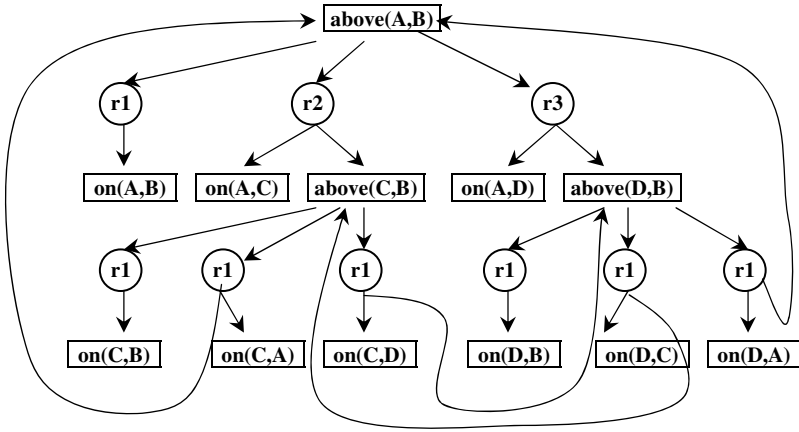 above(A,B)
r1 r2 r3
on(A,B) on(A,C) above(C,B) on(A,D) above(D,B)
r1 r1 r1 r1 r1 r1
on(C,B) on(C,A) on(C,D) on(D,B) on(D,C) on(D,A)